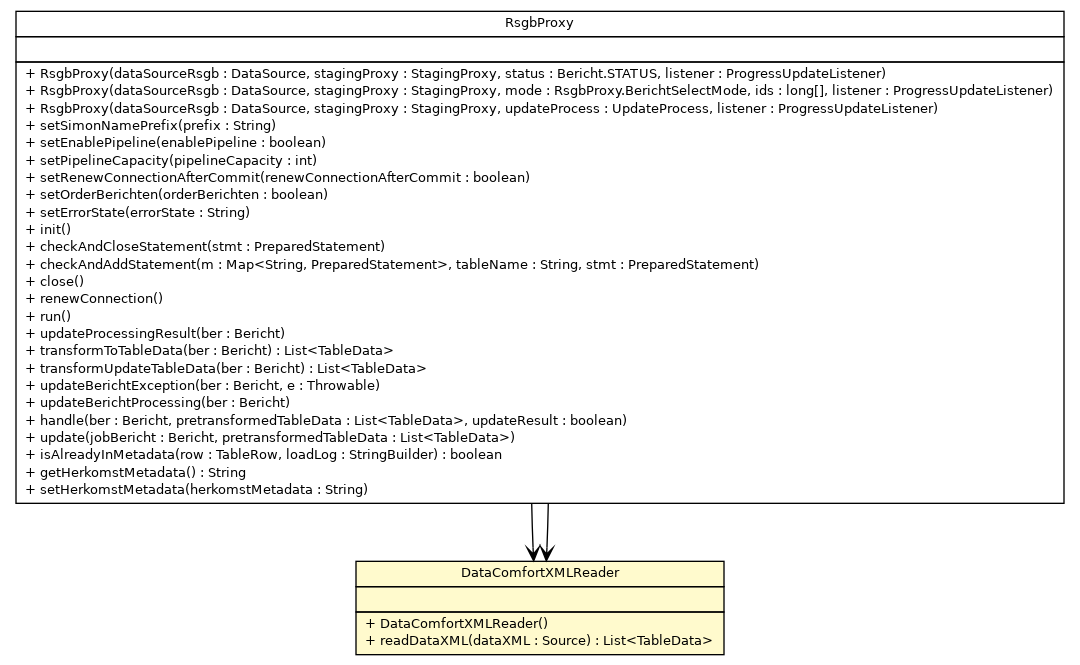 RsgbProxy
+ RsgbProxy(dataSourceRsgb : DataSource, stagingProxy : StagingProxy, status : Bericht.STATUS, listener : ProgressUpdateListener)
+ RsgbProxy(dataSourceRsgb : DataSource, stagingProxy : StagingProxy, mode : RsgbProxy.BerichtSelectMode, ids : long[], listener : ProgressUpdateListener)
+ RsgbProxy(dataSourceRsgb : DataSource, stagingProxy : StagingProxy, updateProcess : UpdateProcess, listener : ProgressUpdateListener)
+ setSimonNamePrefix(prefix : String)
+ setEnablePipeline(enablePipeline : boolean)
+ setPipelineCapacity(pipelineCapacity : int)
+ setRenewConnectionAfterCommit(renewConnectionAfterCommit : boolean)
+ setOrderBerichten(orderBerichten : boolean)
+ setErrorState(errorState : String)
+ init()
+ checkAndCloseStatement(stmt : PreparedStatement)
+ checkAndAddStatement(m : Map<String, PreparedStatement>, tableName : String, stmt : PreparedStatement)
+ close()
+ renewConnection()
+ run()
+ updateProcessingResult(ber : Bericht)
+ transformToTableData(ber : Bericht) : List<TableData>
+ transformUpdateTableData(ber : Bericht) : List<TableData>
+ updateBerichtException(ber : Bericht, e : Throwable)
+ updateBerichtProcessing(ber : Bericht)
+ handle(ber : Bericht, pretransformedTableData : List<TableData>, updateResult : boolean)
+ update(jobBericht : Bericht, pretransformedTableData : List<TableData>)
+ isAlreadyInMetadata(row : TableRow, loadLog : StringBuilder) : boolean
+ getHerkomstMetadata() : String
+ setHerkomstMetadata(herkomstMetadata : String)
DataComfortXMLReader
+ DataComfortXMLReader()
+ readDataXML(dataXML : Source) : List<TableData>